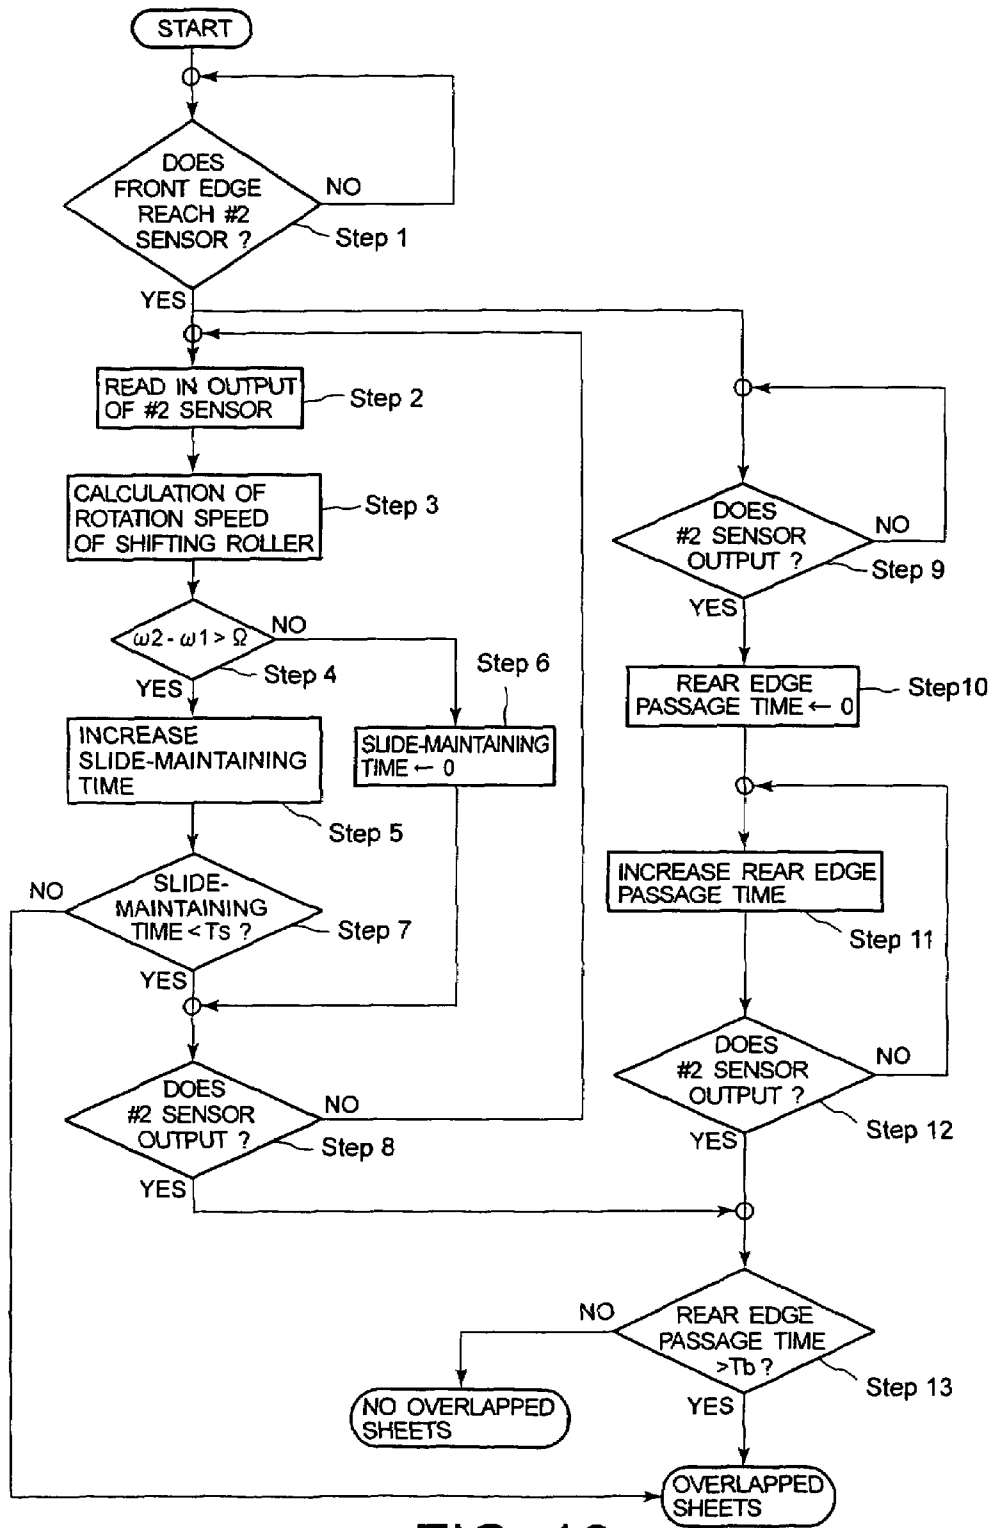 START
DOES
FRONT EDGE
REACH #2
SENSOR ?
NO
Step 1
YES
READ IN OUTPUT
OF #2 SENSOR
Step 2
CALCULATION OF
ROTATION SPEED
OF SHIFTING ROLLER
Step 3
ω2 - ω1 > Ω
NO
Step 4
YES
INCREASE
SLIDE-MAINTAINING
TIME
Step 5
Step 6
SLIDE-MAINTAINING
TIME ← 0
SLIDE-
MAINTAINING
TIME < Ts ?
NO
Step 7
YES
DOES
#2 SENSOR
OUTPUT ?
NO
Step 8
YES
DOES
#2 SENSOR
OUTPUT ?
NO
Step 9
YES
REAR EDGE
PASSAGE TIME ← 0
Step10
INCREASE REAR EDGE
PASSAGE TIME
Step 11
DOES
#2 SENSOR
OUTPUT ?
NO
Step 12
YES
REAR EDGE
PASSAGE TIME
>Tb ?
NO
Step 13
YES
NO OVERLAPPED
SHEETS
OVERLAPPED
SHEETS